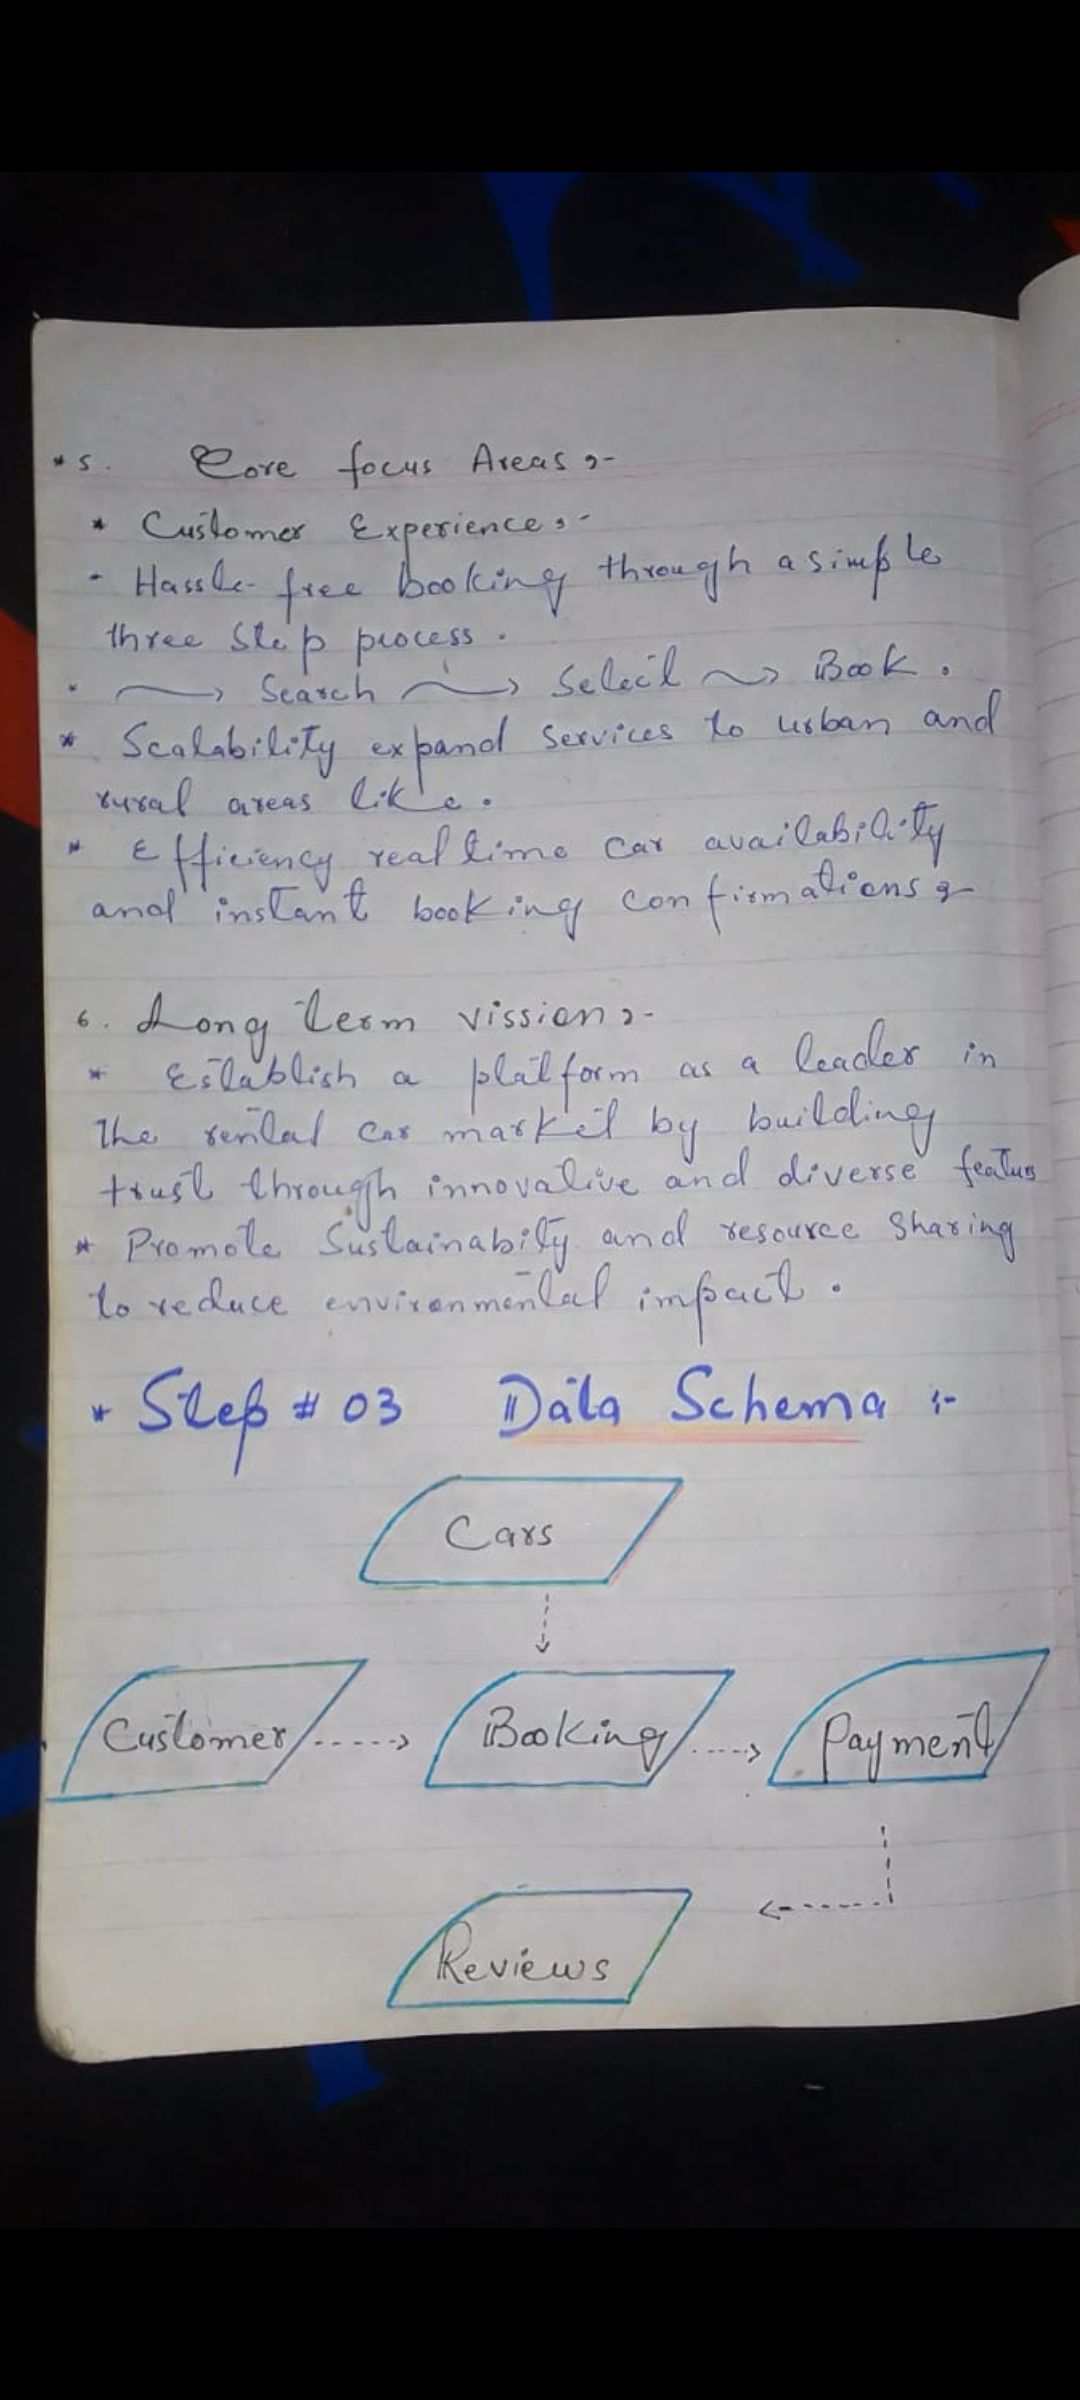 * 5. Core focus Areas :-
* Customer Experience :-
- Hassle-free booking through a simple
three step process.
• → Search → Select → Book.
* Scalability expand services to urban and
rural areas like.
* Efficiency real time car availability
and instant booking confirmations :-
6. Long term vission :-
* Establish a platform as a leader in
the rental car market by building
trust through innovative and diverse featus
* Promote Sustainabity and resource sharing
to reduce environmental impact.
* Step # 03 Data Schema :-
Cars
Customer Booking Payment
Reviews